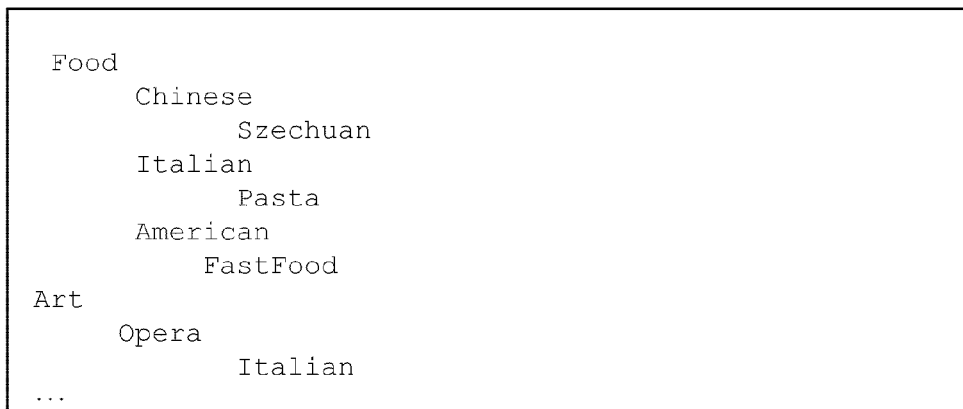 Food
Chinese
Szechuan
Italian
Pasta
American
FastFood
Art
Opera
Italian
...